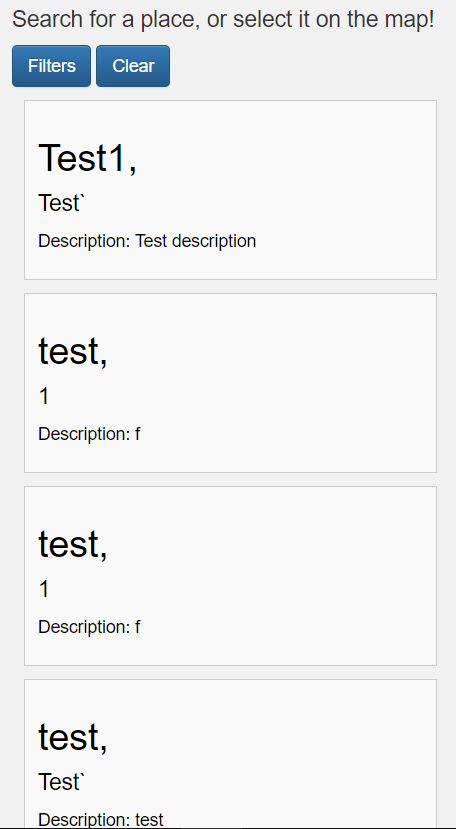 Search for a place, or select it on the map!
Filters Clear
Test1,
Test`
Description: Test description
test,
1
Description: f
test,
1
Description: f
test,
Test`
Description: test